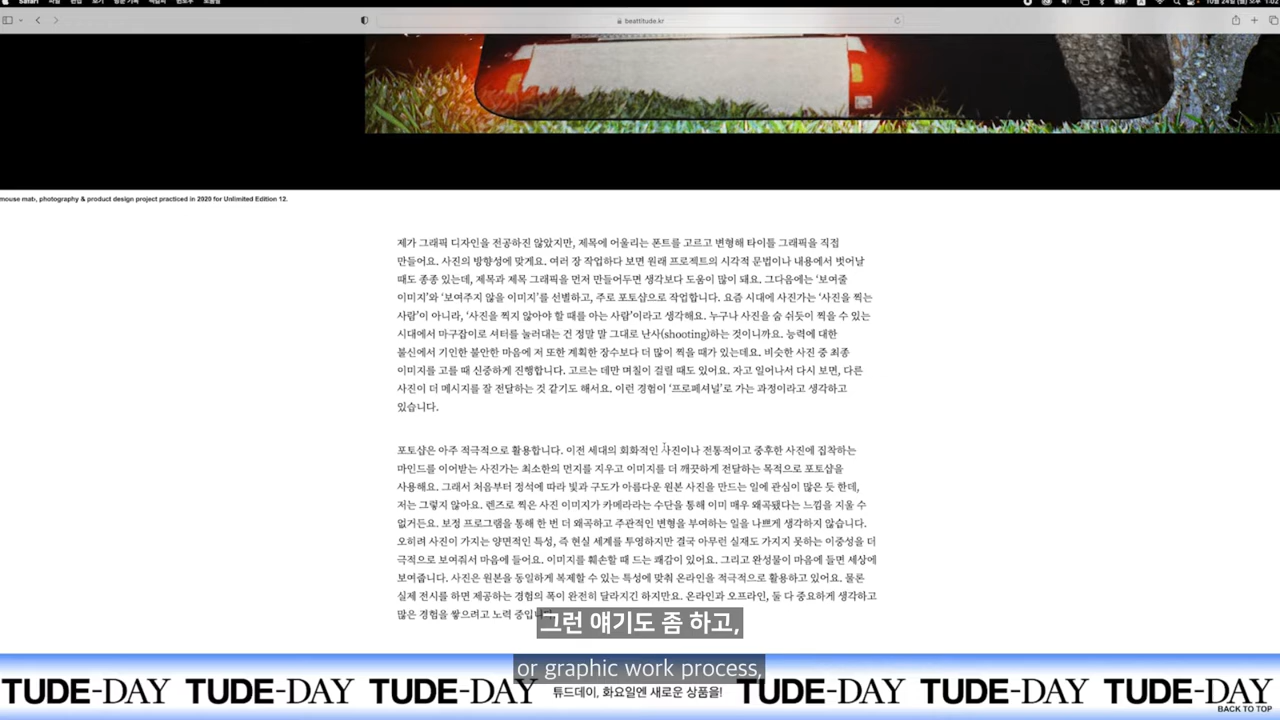 beattitude.kr
mouse mat›, photography & product design project practiced in 2020 for Unlimited Edition 12.
제가 그래픽 디자인을 전공하진 않았지만, 제목에 어울리는 폰트를 고르고 변형해 타이틀 그래픽을 직접
만들어요. 사진의 방향성에 맞게요. 여러 장 작업하다 보면 원래 프로젝트의 시각적 문법이나 내용에서 벗어날
때도 종종 있는데, 제목과 제목 그래픽을 먼저 만들어두면 생각보다 도움이 많이 돼요. 그다음에는 ‘보여줄
이미지’와 ‘보여주지 않을 이미지’를 선별하고, 주로 포토샵으로 작업합니다. 요즘 시대에 사진가는 ‘사진을 찍는
사람’이 아니라, ‘사진을 찍지 않아야 할 때를 아는 사람’이라고 생각해요. 누구나 사진을 숨 쉬듯이 찍을 수 있는
시대에서 마구잡이로 셔터를 눌러대는 건 정말 말 그대로 난사(shooting)하는 것이니까요. 능력에 대한
불신에서 기인한 불안한 마음에 저 또한 계획한 장수보다 더 많이 찍을 때가 있는데요. 비슷한 사진 중 최종
이미지를 고를 때 신중하게 진행합니다. 고르는 데만 며칠이 걸릴 때도 있어요. 자고 일어나서 다시 보면, 다른
사진이 더 메시지를 잘 전달하는 것 같기도 해서요. 이런 경험이 ‘프로페셔널’로 가는 과정이라고 생각하고
있습니다.
포토샵은 아주 적극적으로 활용합니다. 이전 세대의 회화적인 사진이나 전통적이고 중후한 사진에 집착하는
마인드를 이어받는 사진가는 최소한의 먼지를 지우고 이미지를 더 깨끗하게 전달하는 목적으로 포토샵을
사용해요. 그래서 처음부터 정석에 따라 빛과 구도가 아름다운 원본 사진을 만드는 일에 관심이 많은 듯 한데,
저는 그렇지 않아요. 렌즈로 찍은 사진 이미지가 카메라라는 수단을 통해 이미 매우 왜곡됐다는 느낌을 지울 수
없거든요. 보정 프로그램을 통해 한 번 더 왜곡하고 주관적인 변형을 부여하는 일을 나쁘게 생각하지 않습니다.
오히려 사진이 가지는 양면적인 특성, 즉 현실 세계를 투영하지만 결국 아무런 실재도 가지지 못하는 이중성을 더
극적으로 보여줘서 마음에 들어요. 이미지를 훼손할 때 드는 쾌감이 있어요. 그리고 완성물이 마음에 들면 세상에
보여줍니다. 사진은 원본을 동일하게 복제할 수 있는 특성에 맞춰 온라인을 적극적으로 활용하고 있어요. 물론
실제 전시를 하면 제공하는 경험의 폭이 완전히 달라지긴 하지만요. 온라인과 오프라인, 둘 다 중요하게 생각하고
많은 경험을 쌓으려고 노력 중입니다.
그런 얘기도 좀 하고,
or graphic work process,
TUDE-DAY TUDE-DAY TUDE-DAY 튜드데이, 화요일엔 새로운 상품을! TUDE-DAY TUDE-DAY TUDE-DAY
BACK TO TOP